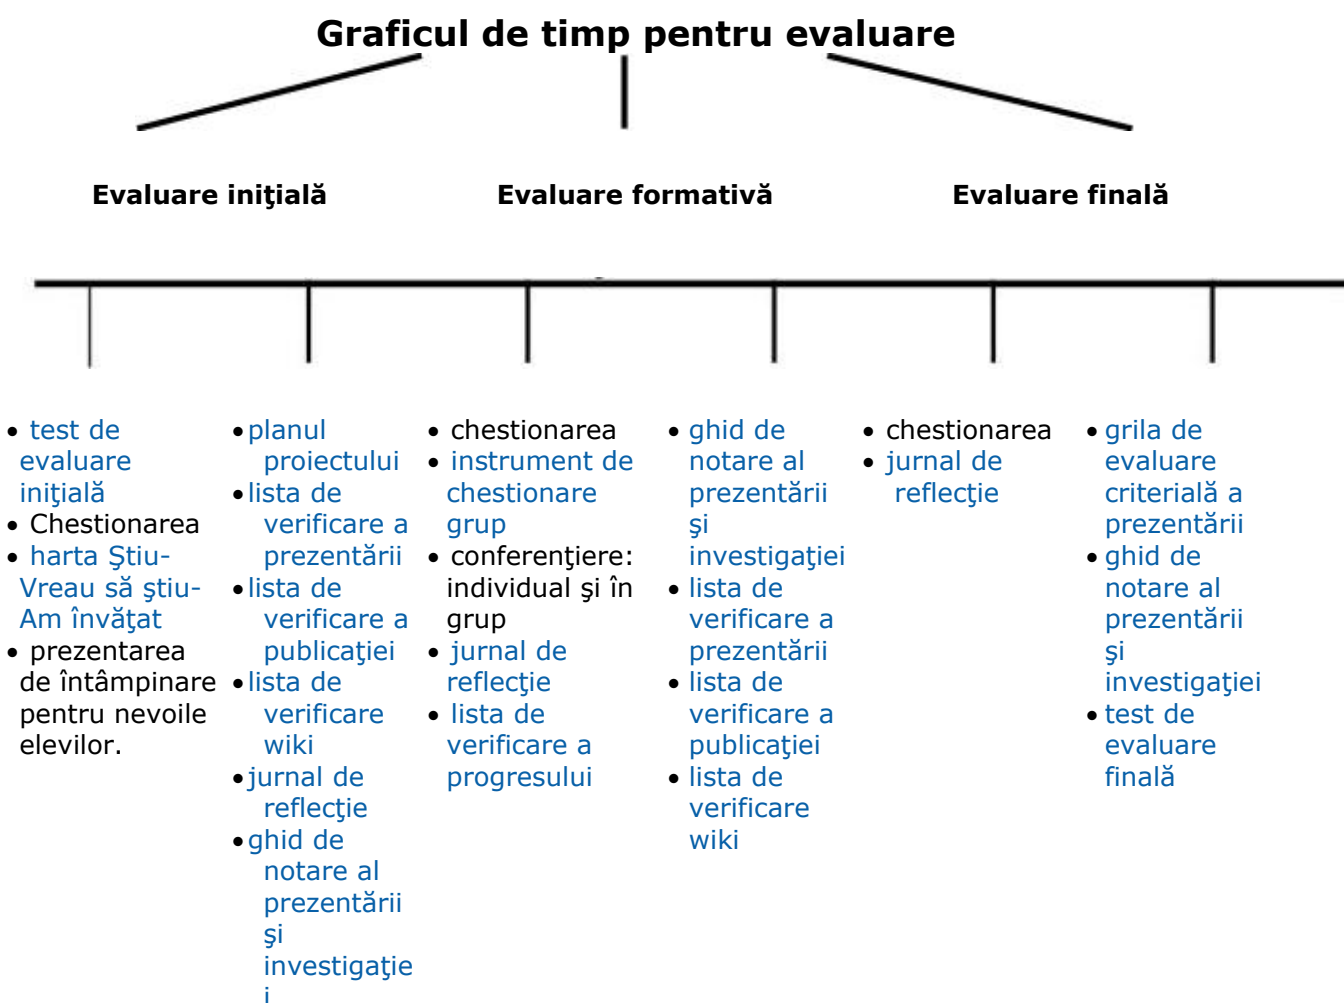 Graficul de timp pentru evaluare
Evaluare iniţială
Evaluare formativă
Evaluare finală
• test de
evaluare
iniţială
• Chestionarea
• harta Ştiu-
Vreau să ştiu-
Am învăţat
• prezentarea
de întâmpinare
pentru nevoile
elevilor.
• planul
proiectului
• lista de
verificare a
prezentării
• lista de
verificare a
publicaţiei
• lista de
verificare
wiki
• jurnal de
reflecţie
• ghid de
notare al
prezentării
şi
investigaţie
i
• chestionarea
• instrument de
chestionare
grup
• conferenţiere:
individual şi în
grup
• jurnal de
reflecţie
• lista de
verificare a
progresului
• ghid de
notare al
prezentării
şi
investigaţiei
• lista de
verificare a
prezentării
• lista de
verificare a
publicaţiei
• lista de
verificare
wiki
• chestionarea
• jurnal de
reflecţie
• grila de
evaluare
criterială a
prezentării
• ghid de
notare al
prezentării
şi
investigaţiei
• test de
evaluare
finală